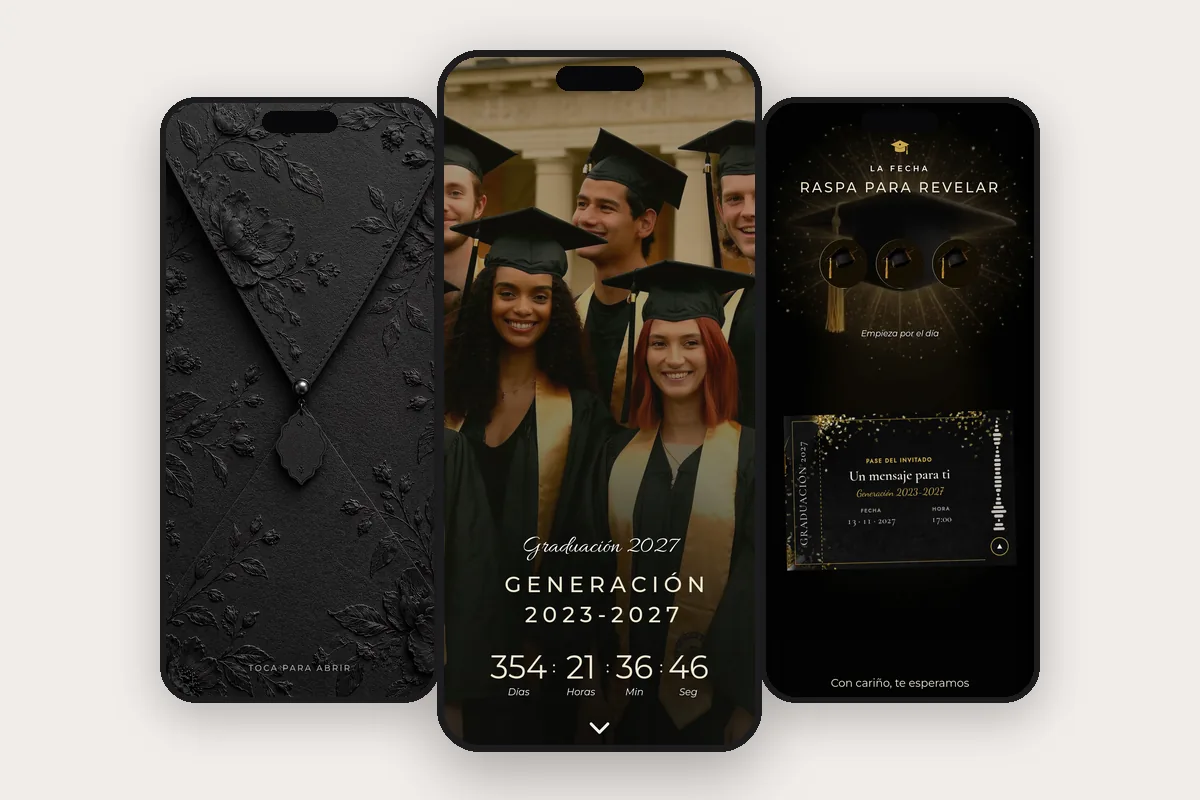 TOCA PARA ABRIR
Graduación 2027
GENERACIÓN
2023-2027
354 : 21 : 36 : 46
Días Horas Min Seg
LA FECHA
RASPA PARA REVELAR
Empieza por el día
GRADUACIÓN 2027
PASE DEL INVITADO
Un mensaje para ti
Generación 2023-2027
FECHA HORA
13 · 11 · 2027 17:00
Con cariño, te esperamos